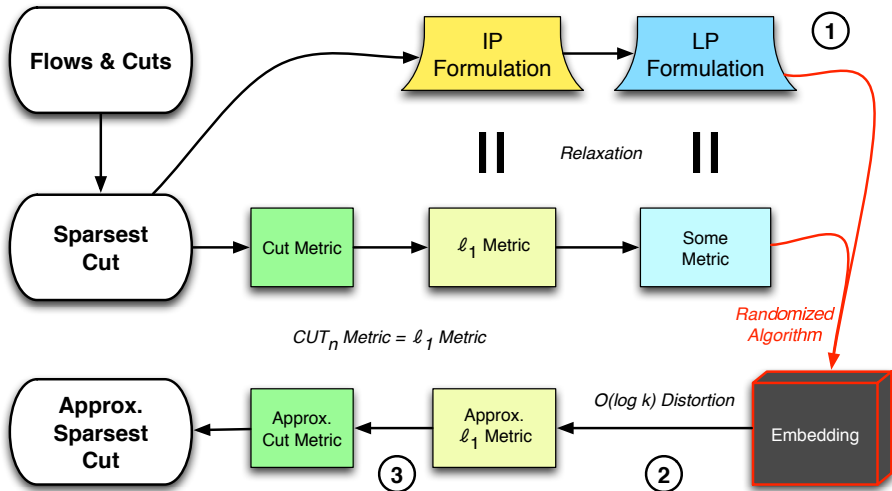 Flows & Cuts
IP
Formulation
LP
Formulation
1
Relaxation
Sparsest
Cut
Cut Metric
ℓ1 Metric
Some
Metric
CUTn Metric = ℓ1 Metric
Randomized
Algorithm
Approx.
Sparsest
Cut
Approx.
Cut Metric
Approx.
ℓ1 Metric
O(log k) Distortion
Embedding
3
2